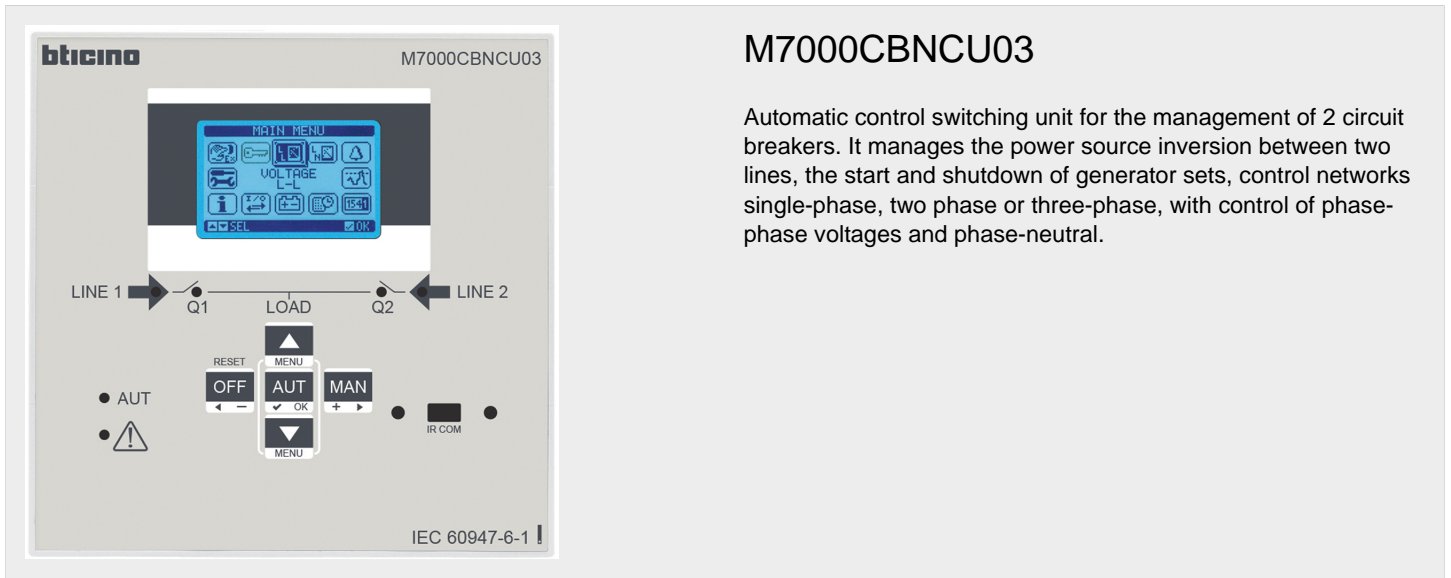 bticino
M7000CBNCU03
MAIN MENU
VOLTAGE
L-L
SEL
OK
LINE 1
Q1
LOAD
Q2
LINE 2
MENU
RESET
OFF
AUT
MAN
OK
AUT
IR COM
MENU
IEC 60947-6-1
M7000CBNCU03
Automatic control switching unit for the management of 2 circuit
breakers. It manages the power source inversion between two
lines, the start and shutdown of generator sets, control networks
single-phase, two phase or three-phase, with control of phase-
phase voltages and phase-neutral.